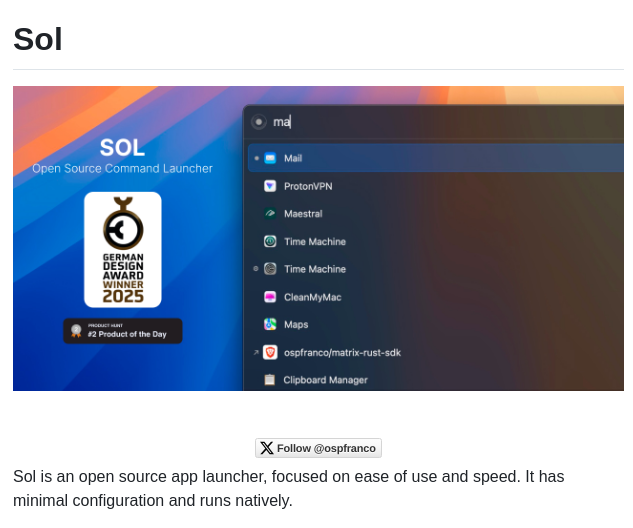 Sol
SOL
Open Source Command Launcher
GERMAN
DESIGN
AWARD
WINNER
2025
PRODUCT HUNT
#2 Product of the Day
ma
Mail
ProtonVPN
Maestral
Time Machine
Time Machine
CleanMyMac
Maps
ospfranco/matrix-rust-sdk
Clipboard Manager
Follow @ospfranco
Sol is an open source app launcher, focused on ease of use and speed. It has
minimal configuration and runs natively.